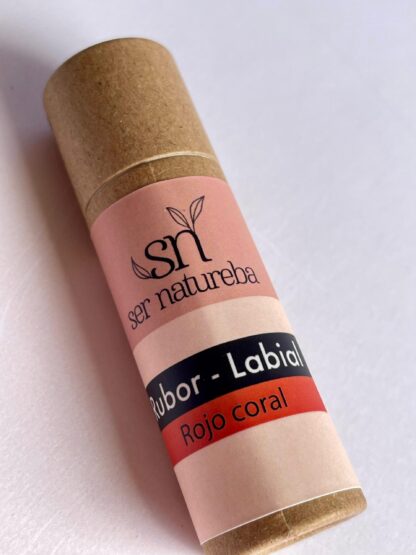 sn
ser natureba
Rubor - Labial
Rojo coral